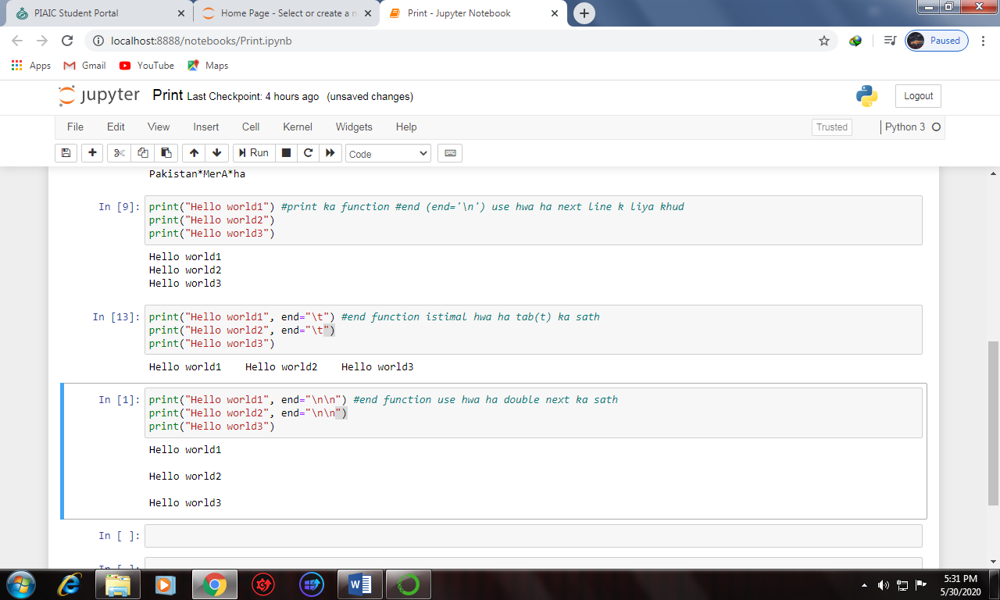 PIAIC Student Portal
Home Page - Select or create a n
Print - Jupyter Notebook
localhost:8888/notebooks/Print.ipynb
Paused
Apps Gmail YouTube Maps
jupyter Print Last Checkpoint: 4 hours ago (unsaved changes)
Logout
File Edit View Insert Cell Kernel Widgets Help
Trusted
Python 3
Run
Code
Pakistan*MerA*ha
In [9]: print("Hello world1") #print ka function #end (end='\n') use hwa ha next line k liya khud
print("Hello world2")
print("Hello world3")
Hello world1
Hello world2
Hello world3
In [13]: print("Hello world1", end="\t") #end function istimal hwa ha tab(t) ka sath
print("Hello world2", end="\t")
print("Hello world3")
Hello world1    Hello world2    Hello world3
In [1]: print("Hello world1", end="\n\n") #end function use hwa ha double next ka sath
print("Hello world2", end="\n\n")
print("Hello world3")
Hello world1
Hello world2
Hello world3
In [ ]:
In [ ]:
5:31 PM
5/30/2020